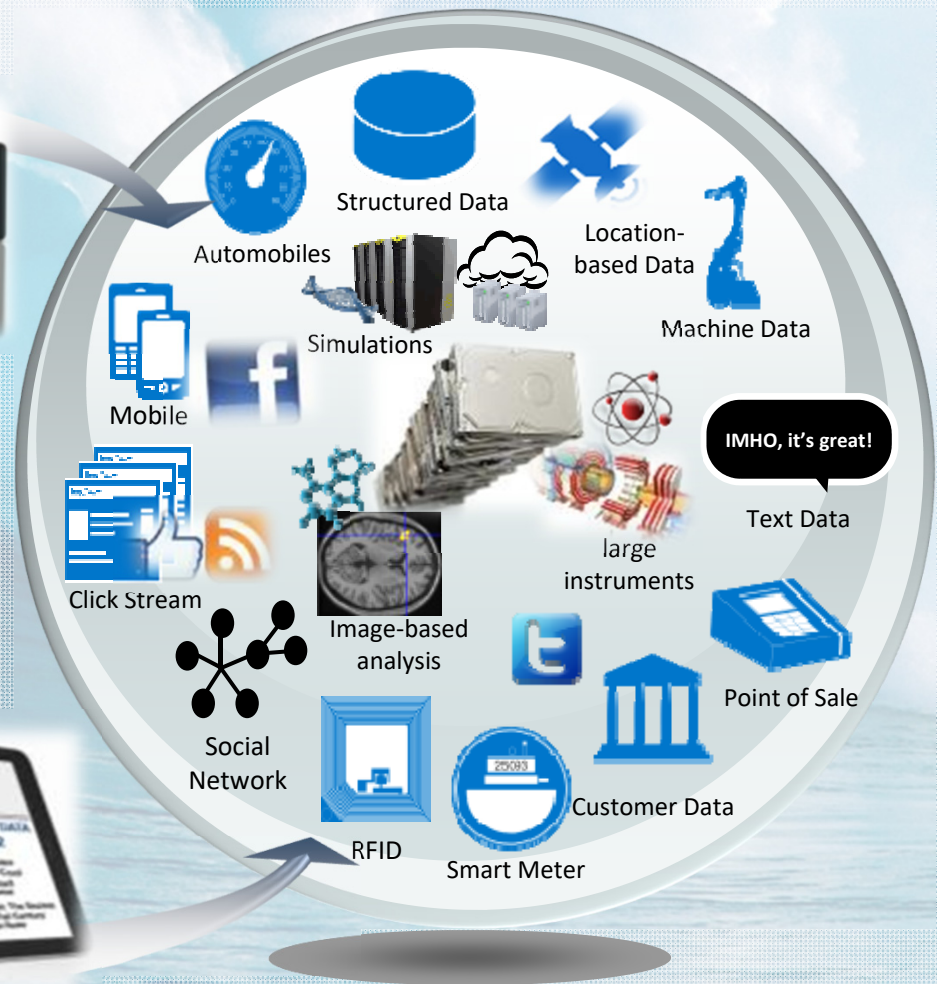 Structured Data
Automobiles
Location-
based Data
Simulations
Machine Data
Mobile
f
IMHO, it's great!
Text Data
large
instruments
Click Stream
Image-based
analysis
t
Point of Sale
Social
Network
25093
Customer Data
RFID
Smart Meter
DATA